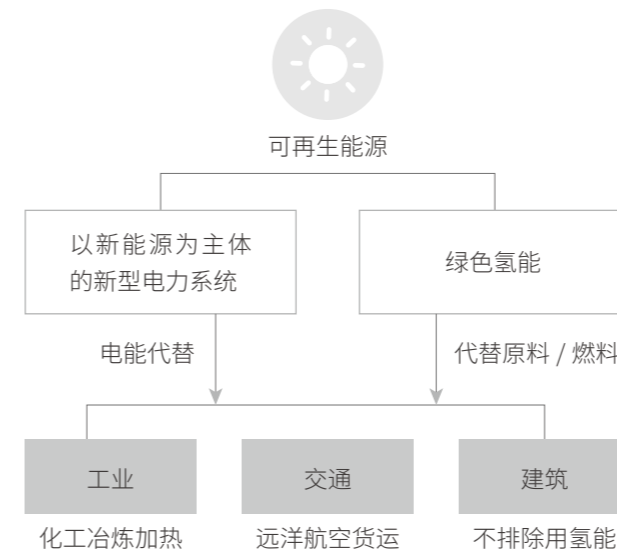 可再生能源
以新能源为主体
的新型电力系统
绿色氢能
电能代替
代替原料 / 燃料
工业
交通
建筑
化工冶炼加热
远洋航空货运
不排除用氢能